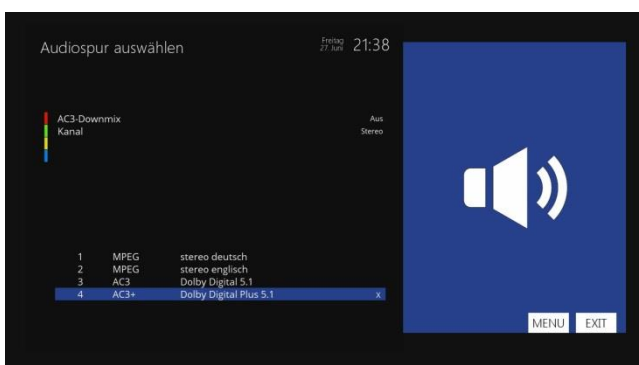 Audiospur auswählen
Freitag
27 Juni
21:38
AC3-Downmix Aus
Kanal Stereo
1 MPEG stereo deutsch
2 MPEG stereo englisch
3 AC3 Dolby Digital 5.1
4 AC3+ Dolby Digital Plus 5.1 x
MENU EXIT